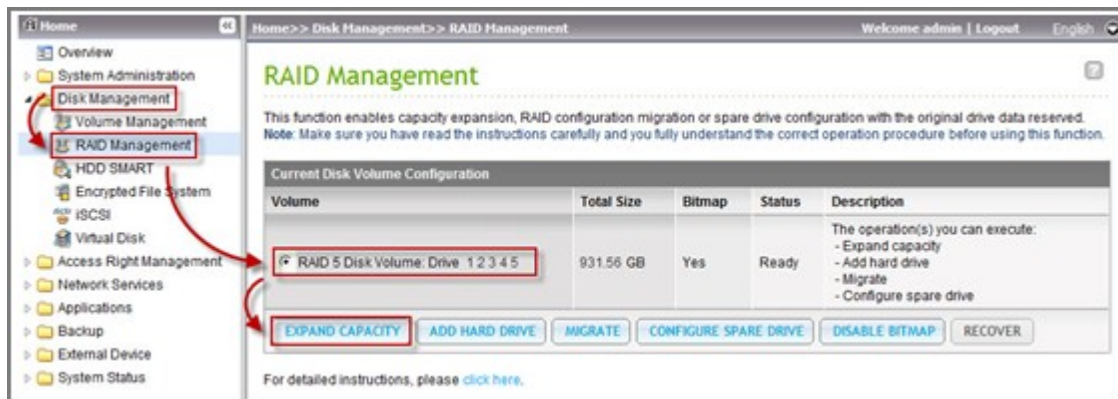 Home
Home>> Disk Management>> RAID Management
Welcome admin | Logout
English
Overview
System Administration
Disk Management
Volume Management
RAID Management
HDD SMART
Encrypted File System
iSCSI
Virtual Disk
Access Right Management
Network Services
Applications
Backup
External Device
System Status
RAID Management
This function enables capacity expansion, RAID configuration migration or spare drive configuration with the original drive data reserved.
Note: Make sure you have read the instructions carefully and you fully understand the correct operation procedure before using this function.
Current Disk Volume Configuration
Volume Total Size Bitmap Status Description
RAID 5 Disk Volume: Drive 1 2 3 4 5 931.56 GB Yes Ready
The operation(s) you can execute:
- Expand capacity
- Add hard drive
- Migrate
- Configure spare drive
EXPAND CAPACITY ADD HARD DRIVE MIGRATE CONFIGURE SPARE DRIVE DISABLE BITMAP RECOVER
For detailed instructions, please click here.